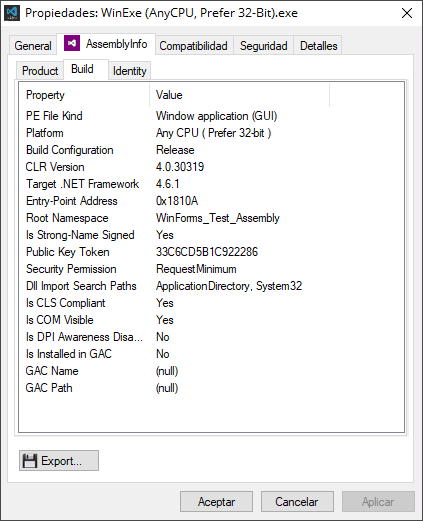 Propiedades: WinExe (AnyCPU, Prefer 32-Bit).exe
General AssemblyInfo Compatibilidad Seguridad Detalles
Product Build Identity
Property Value
PE File Kind Window application (GUI)
Platform Any CPU ( Prefer 32-bit )
Build Configuration Release
CLR Version 4.0.30319
Target .NET Framework 4.6.1
Entry-Point Address 0x1810A
Root Namespace WinForms_Test_Assembly
Is Strong-Name Signed Yes
Public Key Token 33C6CD5B1C922286
Security Permission RequestMinimum
Dll Import Search Paths ApplicationDirectory, System32
Is CLS Compliant Yes
Is COM Visible Yes
Is DPI Awareness Disa... No
Is Installed in GAC No
GAC Name (null)
GAC Path (null)
Export...
Aceptar Cancelar Aplicar